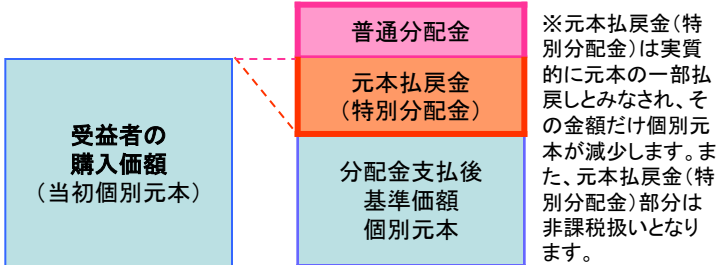 受益者の
購入価額
（当初個別元本）
普通分配金
元本払戻金
（特別分配金）
分配金支払後
基準価額
個別元本
※元本払戻金（特
別分配金）は実質
的に元本の一部払
戻しとみなされ、そ
の金額だけ個別元
本が減少します。ま
た、元本払戻金（特
別分配金）部分は
非課税扱いとなり
ます。